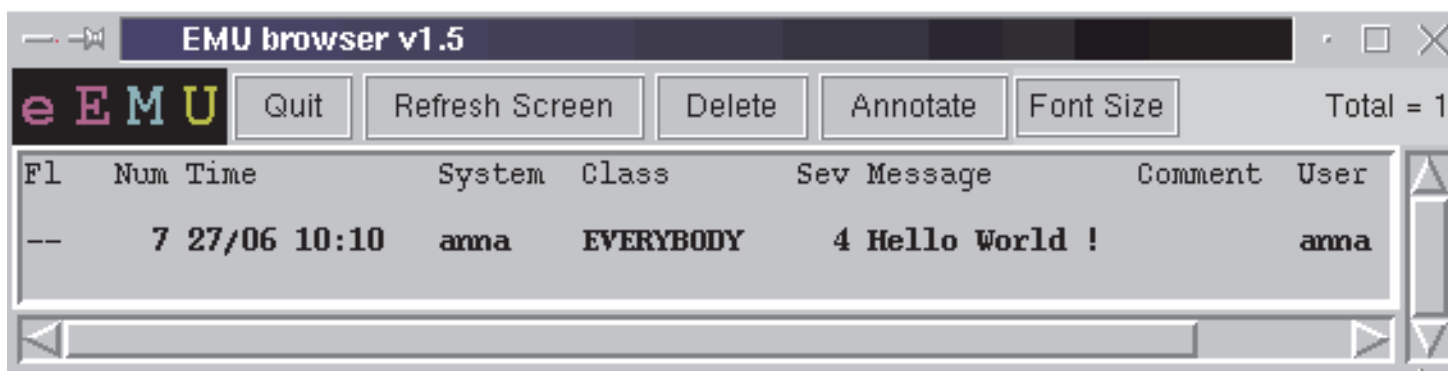 EMU browser v1.5
eEMU Quit Refresh Screen Delete Annotate Font Size Total = 1
Fl Num Time System Class Sev Message Comment User
-- 7 27/06 10:10 anna EVERYBODY 4 Hello World ! anna